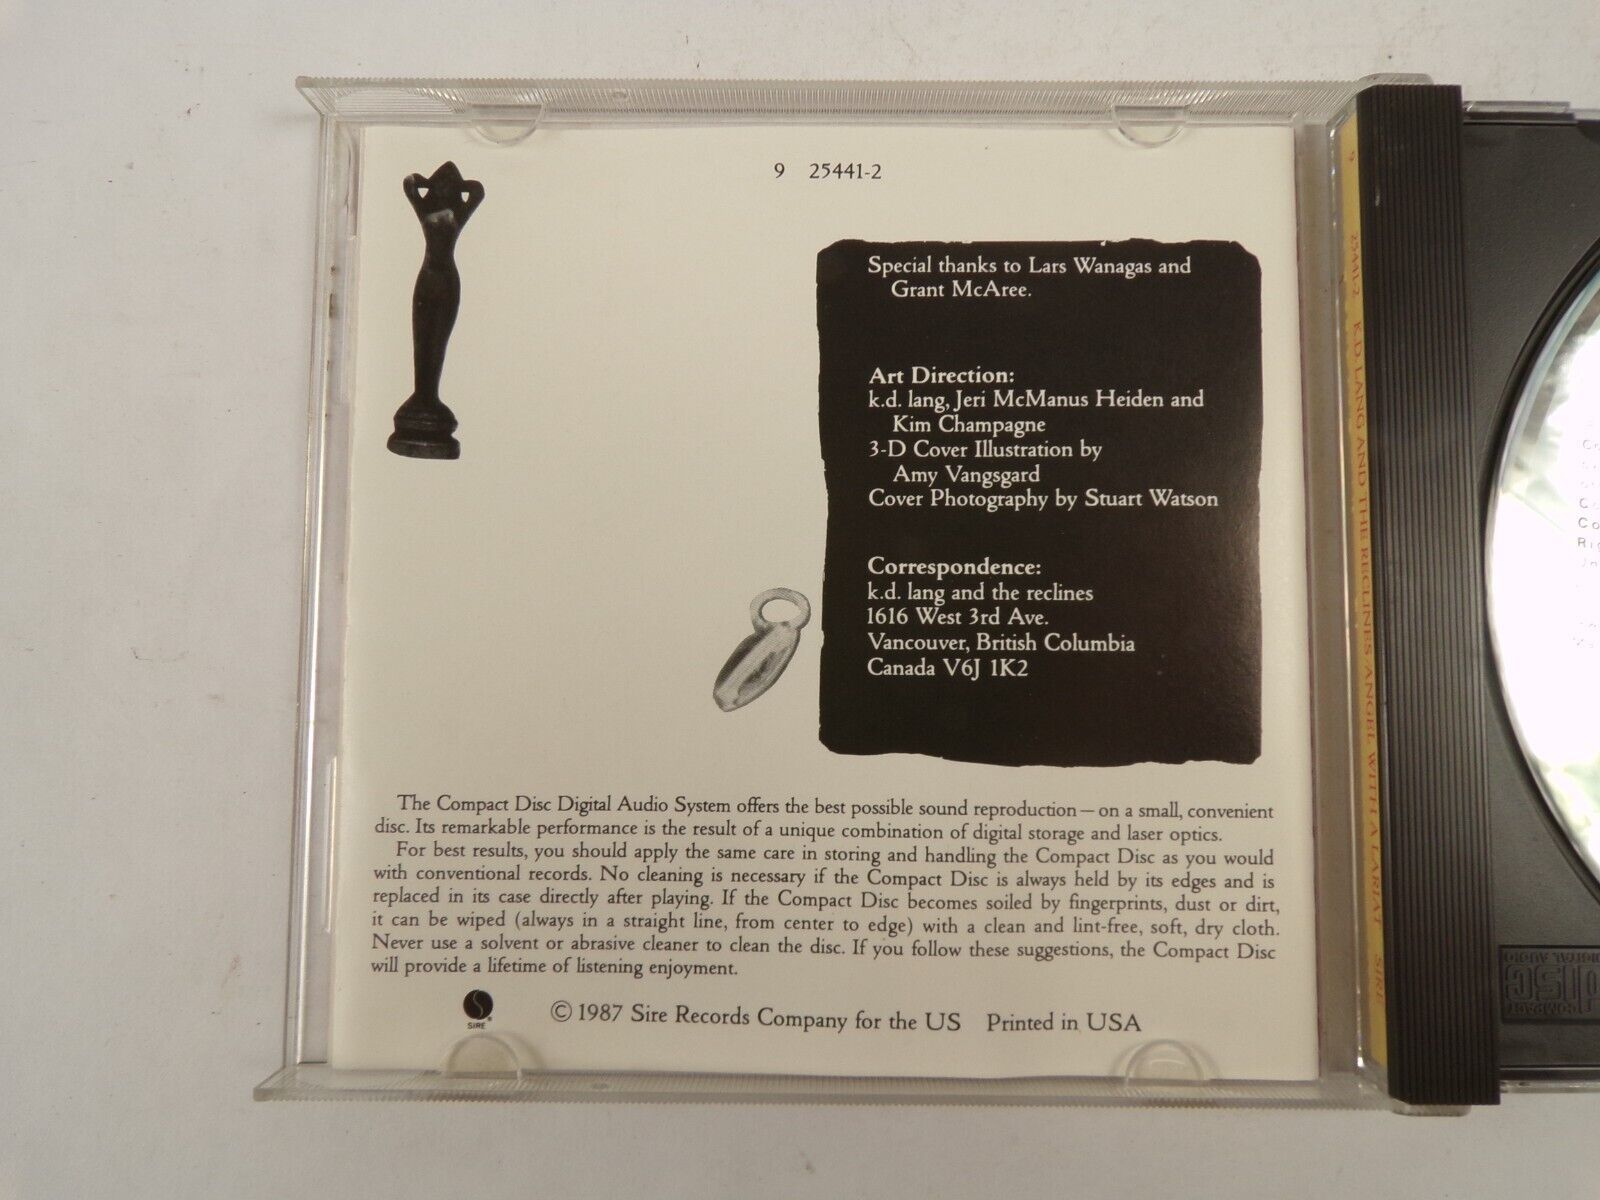 9 25441-2
Special thanks to Lars Wanagas and
Grant McAree.
Art Direction:
k.d. lang, Jeri McManus Heiden and
Kim Champagne
3-D Cover Illustration by
Amy Vangsgard
Cover Photography by Stuart Watson
Correspondence:
k.d. lang and the reclines
1616 West 3rd Ave.
Vancouver, British Columbia
Canada V6J 1K2
The Compact Disc Digital Audio System offers the best possible sound reproduction — on a small, convenient
disc. Its remarkable performance is the result of a unique combination of digital storage and laser optics.
For best results, you should apply the same care in storing and handling the Compact Disc as you would
with conventional records. No cleaning is necessary if the Compact Disc is always held by its edges and is
replaced in its case directly after playing. If the Compact Disc becomes soiled by fingerprints, dust or dirt,
it can be wiped (always in a straight line, from center to edge) with a clean and lint-free, soft, dry cloth.
Never use a solvent or abrasive cleaner to clean the disc. If you follow these suggestions, the Compact Disc
will provide a lifetime of listening enjoyment.
SIRE®
© 1987 Sire Records Company for the US Printed in USA
9 25441-2 K.D. LANG AND THE RECLINES/ANGEL WITH A LARIAT SIRE
COMPACT
DISC
DIGITAL AUDIO